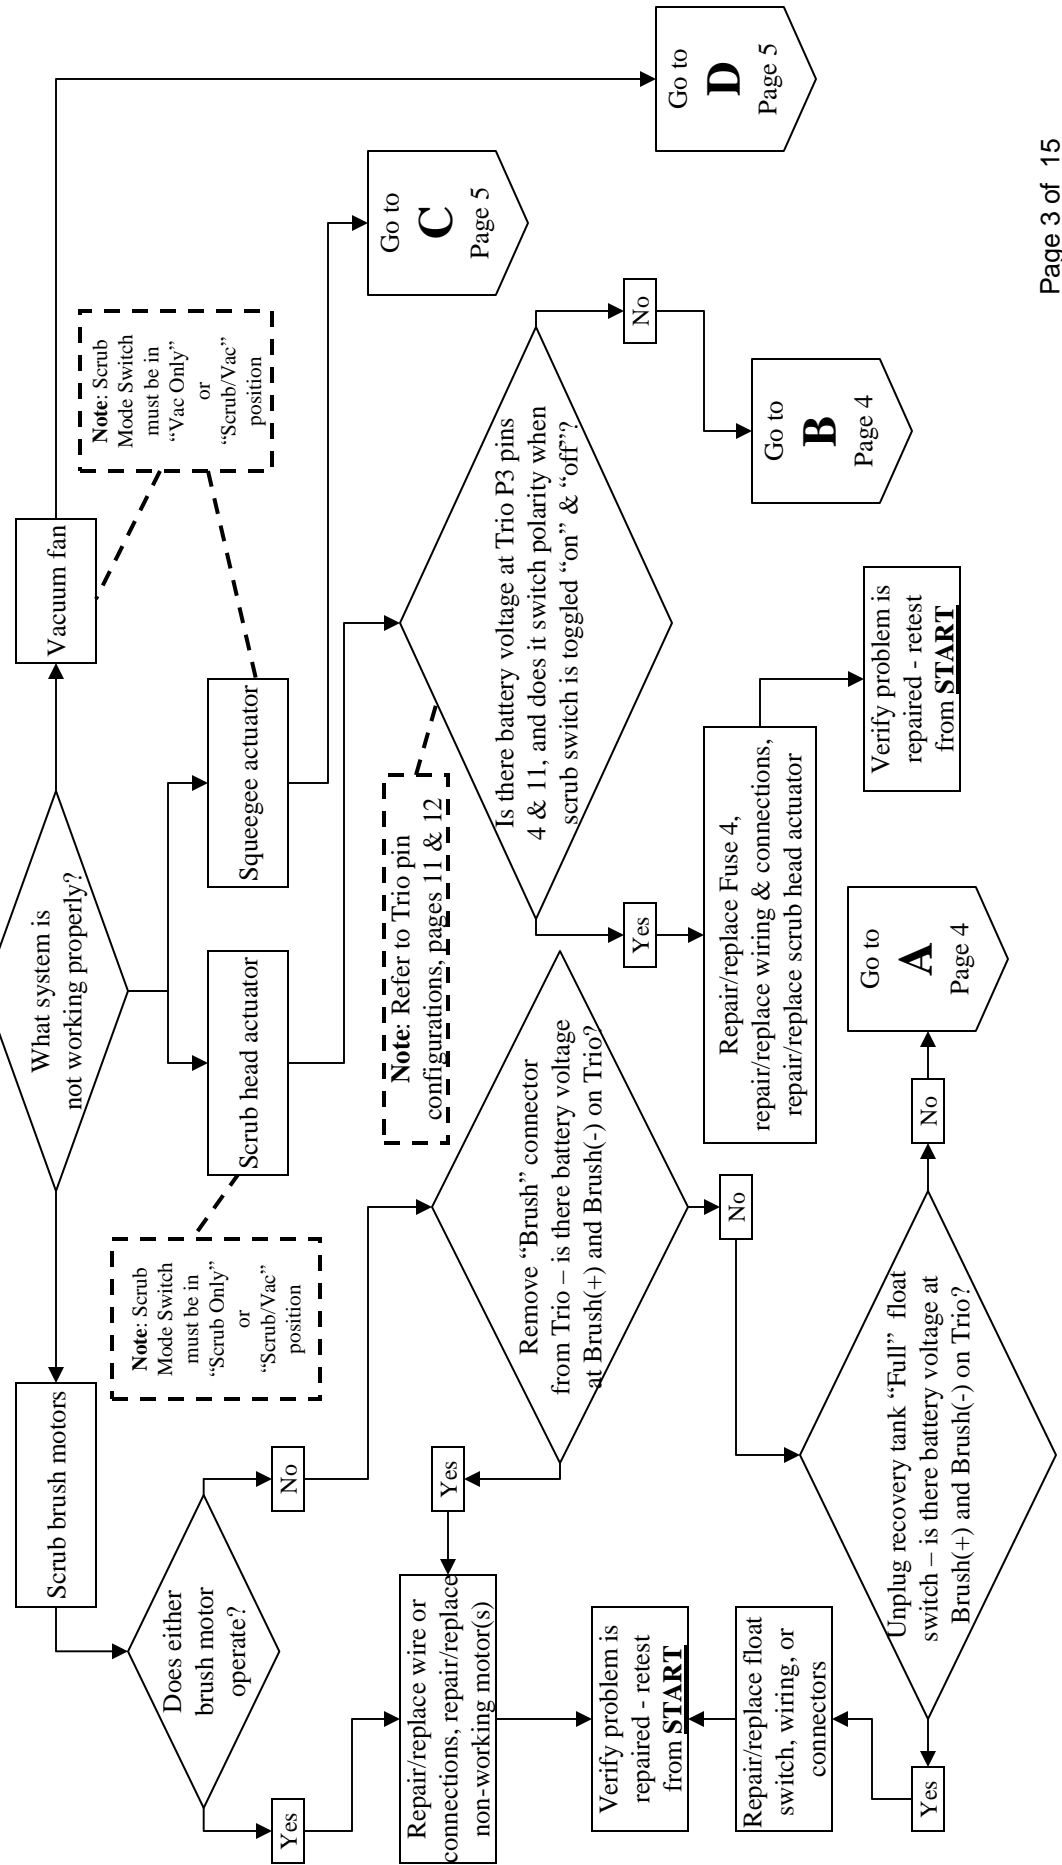 What system is
not working properly?
Scrub brush motors
Vacuum fan
Note: Scrub
Mode Switch
must be in
“Scrub Only”
or
“Scrub/Vac”
position
Scrub head actuator
Squeegee actuator
Note: Scrub
Mode Switch
must be in
“Vac Only”
or
“Scrub/Vac”
position
Does either
brush motor
operate?
Yes
No
Note: Refer to Trio pin
configurations, pages 11 & 12
Go to
C
Page 5
Repair/replace wire or
connections, repair/replace
non-working motor(s)
Yes
Remove “Brush” connector
from Trio – is there battery voltage
at Brush(+) and Brush(-) on Trio?
Is there battery voltage at Trio P3 pins
4 & 11, and does it switch polarity when
scrub switch is toggled “on” & “off”?
Yes
No
Go to
D
Page 5
Verify problem is
repaired - retest
from START
No
Repair/replace Fuse 4,
repair/replace wiring & connections,
repair/replace scrub head actuator
Go to
B
Page 4
Repair/replace float
switch, wiring, or
connectors
Unplug recovery tank “Full” float
switch – is there battery voltage at
Brush(+) and Brush(-) on Trio?
Yes
No
Go to
A
Page 4
Verify problem is
repaired - retest
from START
Page 3 of 15